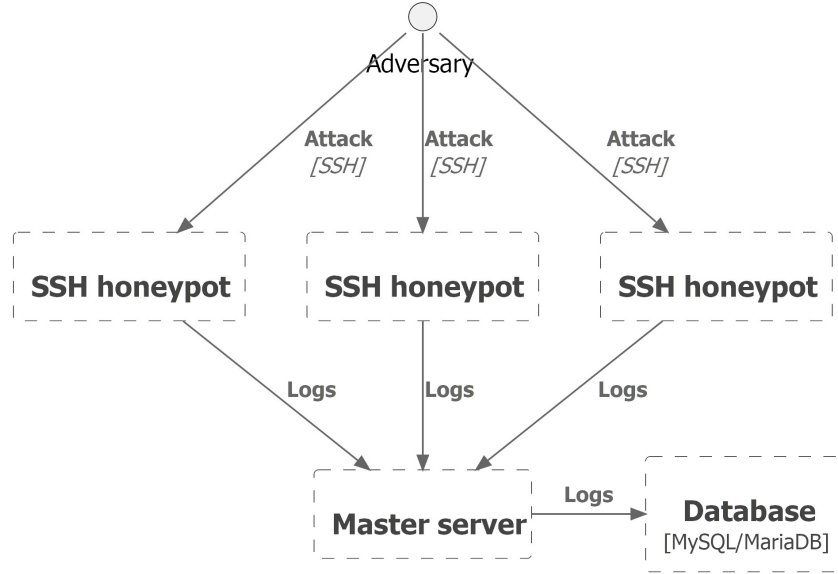 Adversary
Attack
[SSH]
Attack
[SSH]
Attack
[SSH]
SSH honeypot
SSH honeypot
SSH honeypot
Logs
Logs
Logs
Master server
Logs
Database
[MySQL/MariaDB]